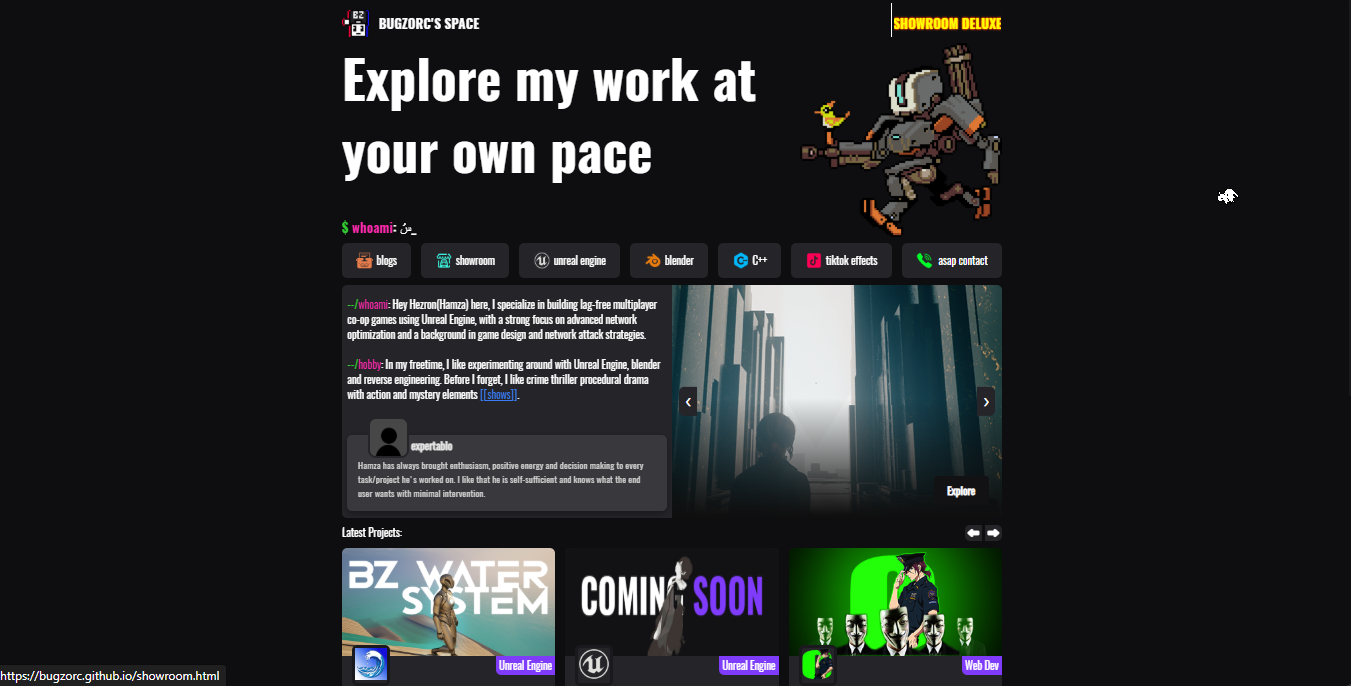 BZ
BUGZORC'S SPACE
SHOWROOM DELUXE
Explore my work at
your own pace
$ whoami: سُ_
blogs
showroom
unreal engine
blender
C++
tiktok effects
asap contact
--/whoami: Hey Hezron(Hamza) here, I specialize in building lag-free multiplayer
co-op games using Unreal Engine, with a strong focus on advanced network
optimization and a background in game design and network attack strategies.
--/hobby: In my freetime, I like experimenting around with Unreal Engine, blender
and reverse engineering. Before I forget, I like crime thriller procedural drama
with action and mystery elements [[shows]].
expertablo
Hamza has always brought enthusiasm, positive energy and decision making to every
task/project he's worked on. I like that he is self-sufficient and knows what the end
user wants with minimal intervention.
Explore
Latest Projects:
BZ WATER
SYSTEM
Unreal Engine
COMING SOON
Unreal Engine
Web Dev
https://bugzorc.github.io/showroom.html